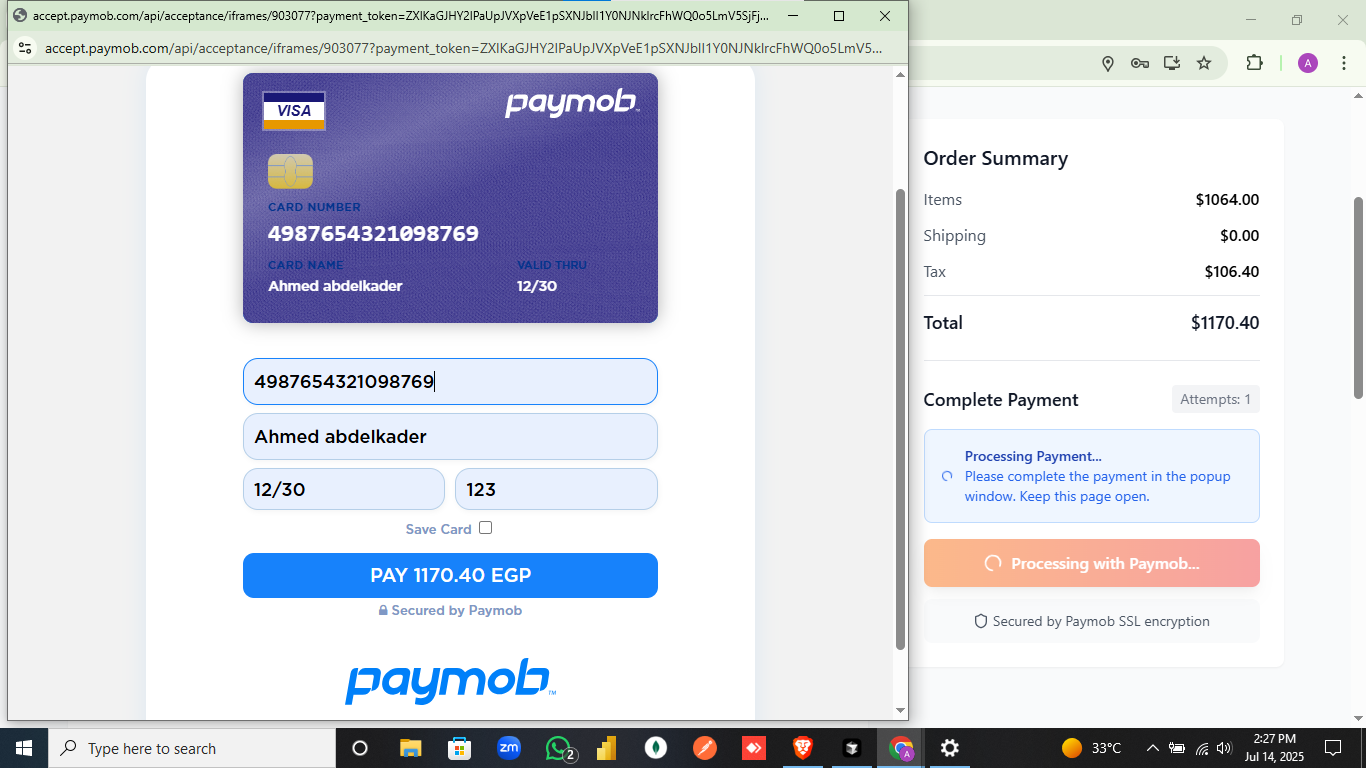 accept.paymob.com/api/acceptance/iframes/903077?payment_token=ZXlKaGJHY2lPaUpJVXpVeE1pSXNJbll1Y0NJNklrcFhWQ0o5LmV5SjFj...
accept.paymob.com/api/acceptance/iframes/903077?payment_token=ZXlKaGJHY2lPaUpJVXpVeE1pSXNJbll1Y0NJNklrcFhWQ0o5LmV5...
A
VISA
paymob™
CARD NUMBER
4987654321098769
CARD NAME
VALID THRU
Ahmed abdelkader
12/30
4987654321098769
Ahmed abdelkader
12/30
123
Save Card
PAY 1170.40 EGP
Secured by Paymob
paymob™
Order Summary
Items $1064.00
Shipping $0.00
Tax $106.40
Total $1170.40
Complete Payment
Attempts: 1
Processing Payment...
Please complete the payment in the popup
window. Keep this page open.
Processing with Paymob...
Secured by Paymob SSL encryption
Type here to search
zm
2
A
33°C
2:27 PM
Jul 14, 2025